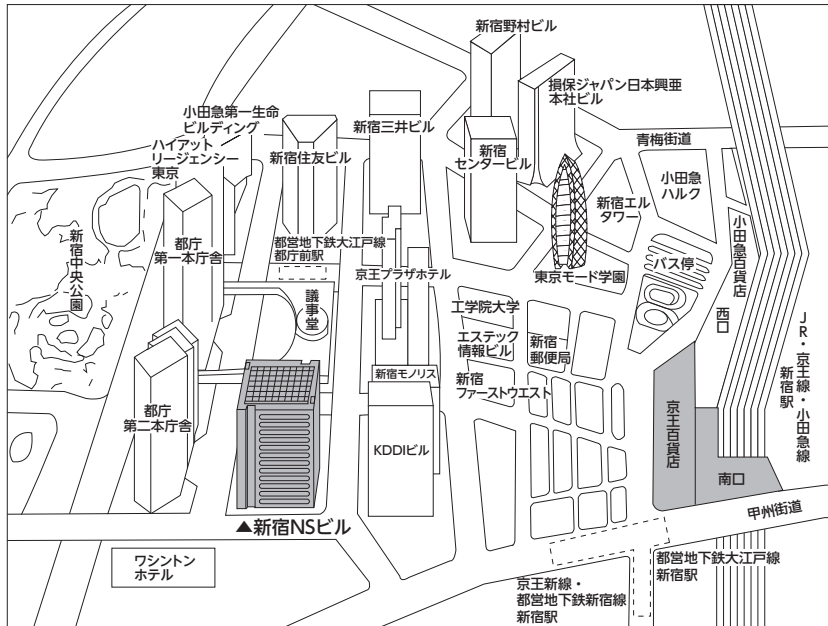 新宿野村ビル
損保ジャパン日本興亜
本社ビル
小田急第一生命
ビルディング
ハイアット
リージェンシー
東京
新宿住友ビル
新宿三井ビル
新宿
センタービル
青梅街道
小田急
ハルク
新宿エル
タワー
小田急百貨店
新宿中央公園
都庁
第一本庁舎
都営地下鉄大江戸線
都庁前駅
京王プラザホテル
東京モード学園
バス停
西口
議事堂
工学院大学
エステック
情報ビル
新宿
郵便局
JR・京王線・小田急線
新宿駅
新宿モノリス
新宿
ファーストウエスト
都庁
第二本庁舎
KDDIビル
京王百貨店
南口
甲州街道
▲新宿NSビル
ワシントン
ホテル
都営地下鉄大江戸線
新宿駅
京王新線・
都営地下鉄新宿線
新宿駅